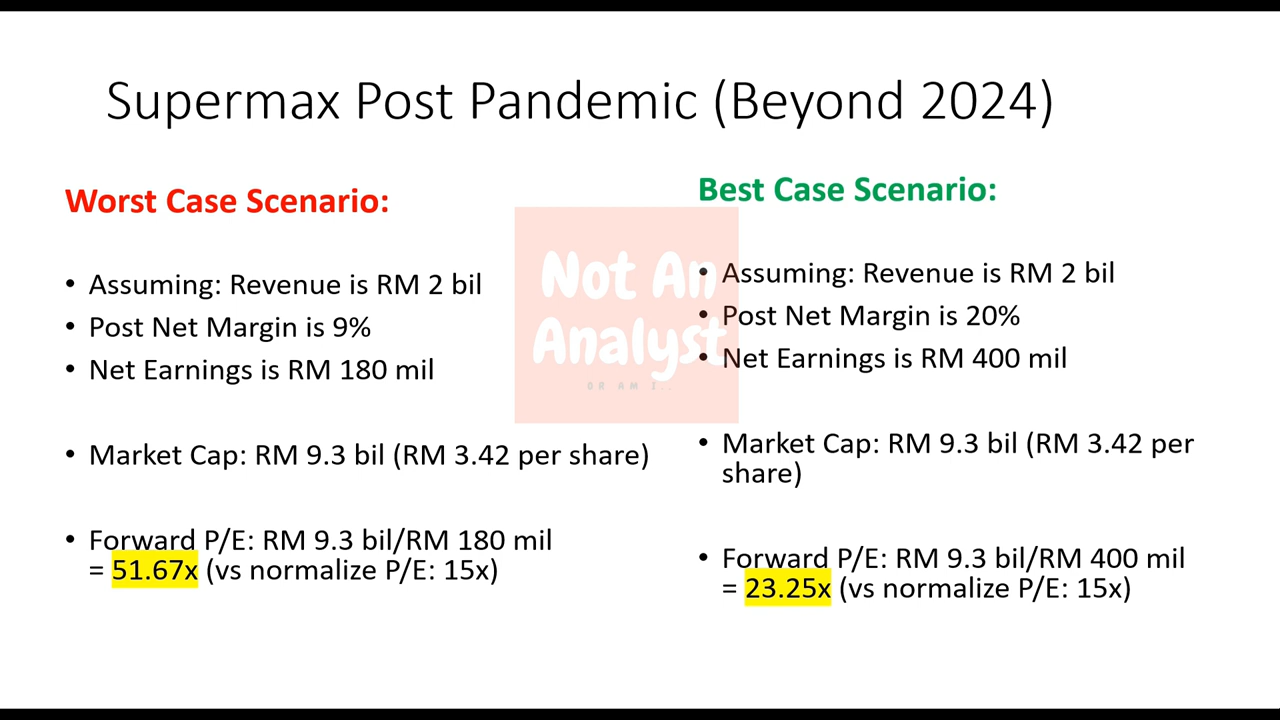 Supermax Post Pandemic (Beyond 2024)
Worst Case Scenario:
• Assuming: Revenue is RM 2 bil
• Post Net Margin is 9%
• Net Earnings is RM 180 mil
• Market Cap: RM 9.3 bil (RM 3.42 per share)
• Forward P/E: RM 9.3 bil/RM 180 mil
= 51.67x (vs normalize P/E: 15x)
Not An
Analyst
OR AM I..
Best Case Scenario:
• Assuming: Revenue is RM 2 bil
• Post Net Margin is 20%
• Net Earnings is RM 400 mil
• Market Cap: RM 9.3 bil (RM 3.42 per
share)
• Forward P/E: RM 9.3 bil/RM 400 mil
= 23.25x (vs normalize P/E: 15x)